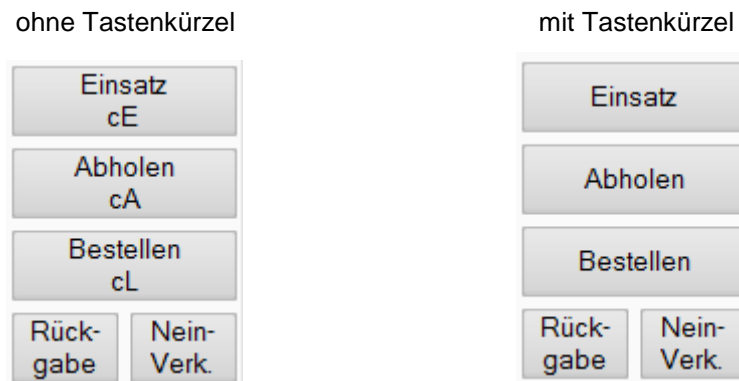 ohne Tastenkürzel
Einsatz
cE
Abholen
cA
Bestellen
cL
Rück-
gabe
Nein-
Verk.
mit Tastenkürzel
Einsatz
Abholen
Bestellen
Rück-
gabe
Nein-
Verk.